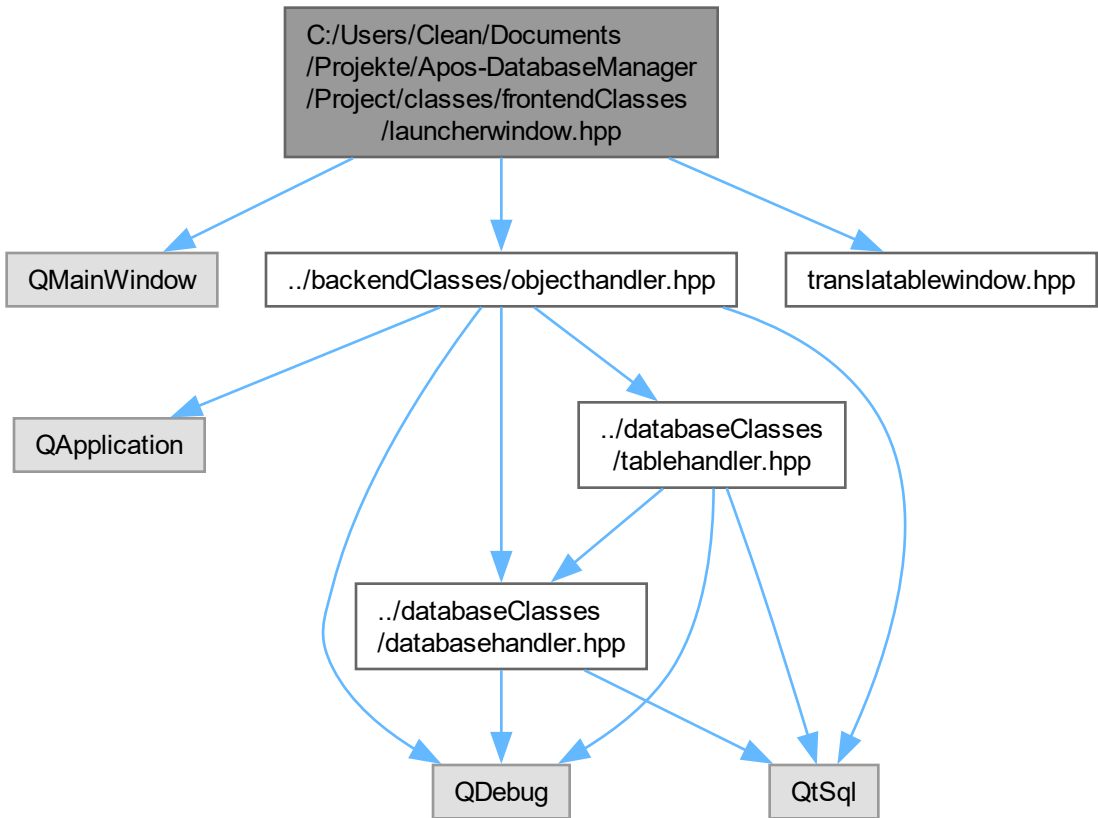 C:/Users/Clean/Documents
/Projekte/Apos-DatabaseManager
/Project/classes/frontendClasses
/launcherwindow.hpp
QMainWindow
../backendClasses/objecthandler.hpp
translatablewindow.hpp
QApplication
../databaseClasses
/tablehandler.hpp
../databaseClasses
/databasehandler.hpp
QDebug
QtSql